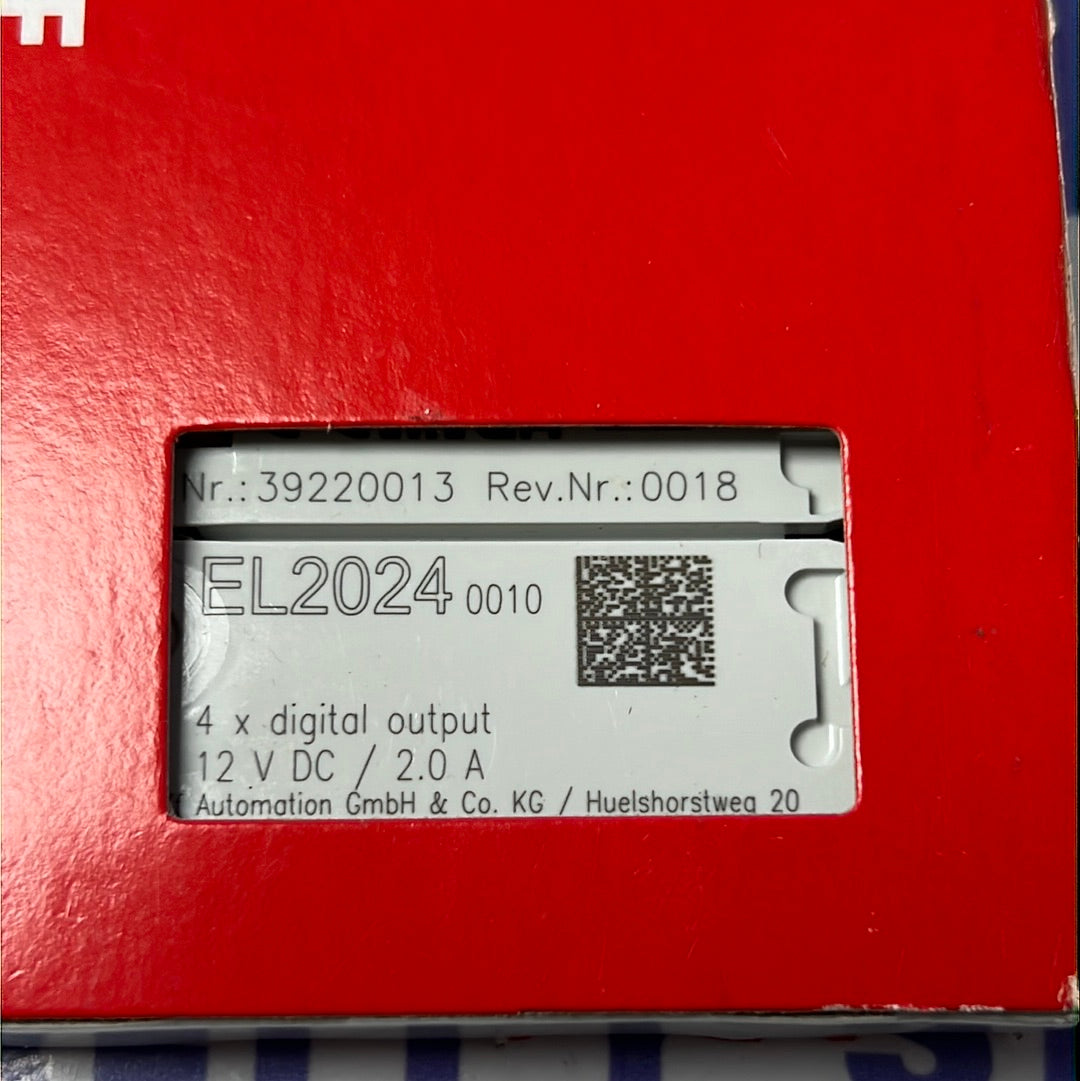 Nr.: 39220013 Rev.Nr.: 0018
EL2024 0010
4 x digital output
12 V DC / 2.0 A
Automation GmbH & Co. KG / Huelshorstweg 20